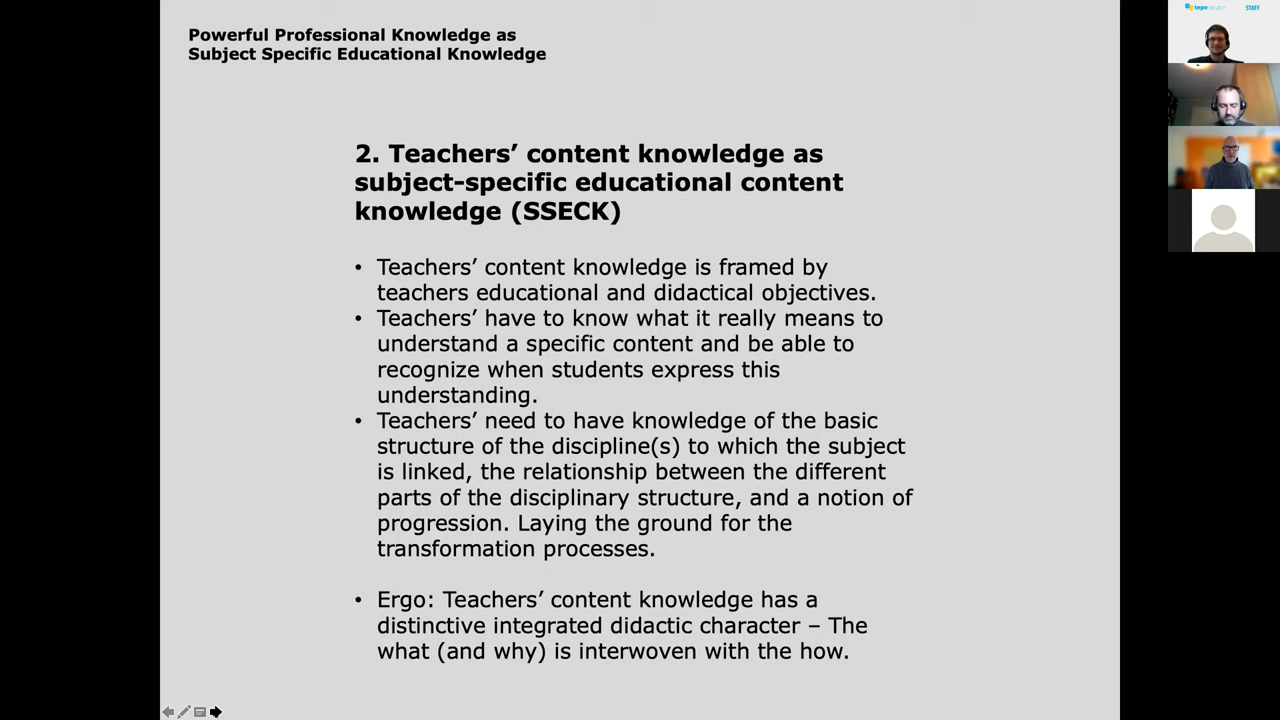 Powerful Professional Knowledge as
Subject Specific Educational Knowledge
2. Teachers’ content knowledge as
subject-specific educational content
knowledge (SSECK)
• Teachers’ content knowledge is framed by
teachers educational and didactical objectives.
• Teachers’ have to know what it really means to
understand a specific content and be able to
recognize when students express this
understanding.
• Teachers’ need to have knowledge of the basic
structure of the discipline(s) to which the subject
is linked, the relationship between the different
parts of the disciplinary structure, and a notion of
progression. Laying the ground for the
transformation processes.
• Ergo: Teachers’ content knowledge has a
distinctive integrated didactic character – The
what (and why) is interwoven with the how.
tepe
STAFF